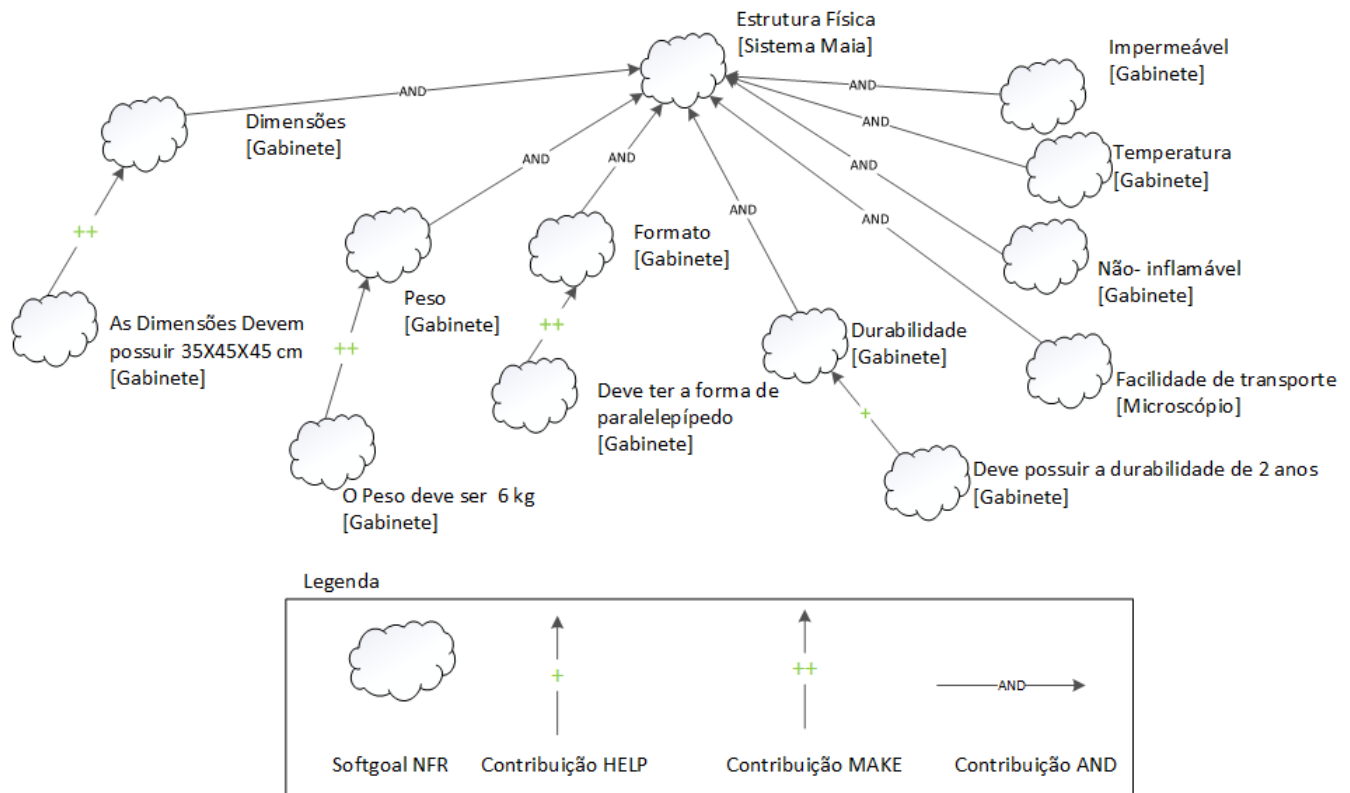 Estrutura Física
[Sistema Maia]
Impermeável
[Gabinete]
AND
AND
Dimensões
[Gabinete]
AND
Temperatura
[Gabinete]
AND
AND
AND
AND
AND
++
Formato
[Gabinete]
Não- inflamável
[Gabinete]
Peso
[Gabinete]
As Dimensões Devem
possuir 35X45X45 cm
[Gabinete]
++
++
Durabilidade
[Gabinete]
Facilidade de transporte
[Microscópio]
Deve ter a forma de
paralelepípedo
[Gabinete]
+
Deve possuir a durabilidade de 2 anos
[Gabinete]
O Peso deve ser 6 kg
[Gabinete]
Legenda
+
++
AND
Softgoal NFR
Contribuição HELP
Contribuição MAKE
Contribuição AND